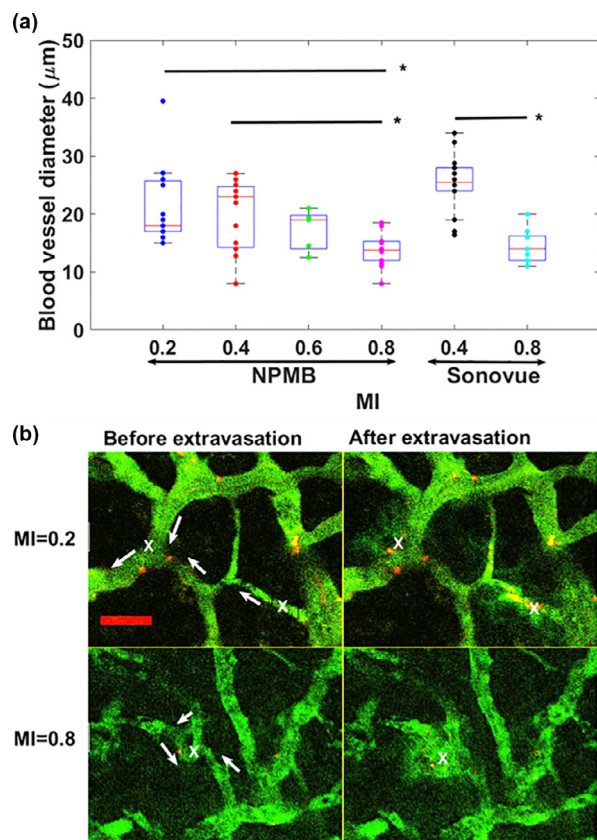 (a)
Blood vessel diameter (μm)
50
40
30
20
10
0
*
*
*
0.2 0.4 0.6 0.8 0.4 0.8
NPMB Sonovue
MI
(b)
Before extravasation After extravasation
MI=0.2
X X
X X
MI=0.8
X X